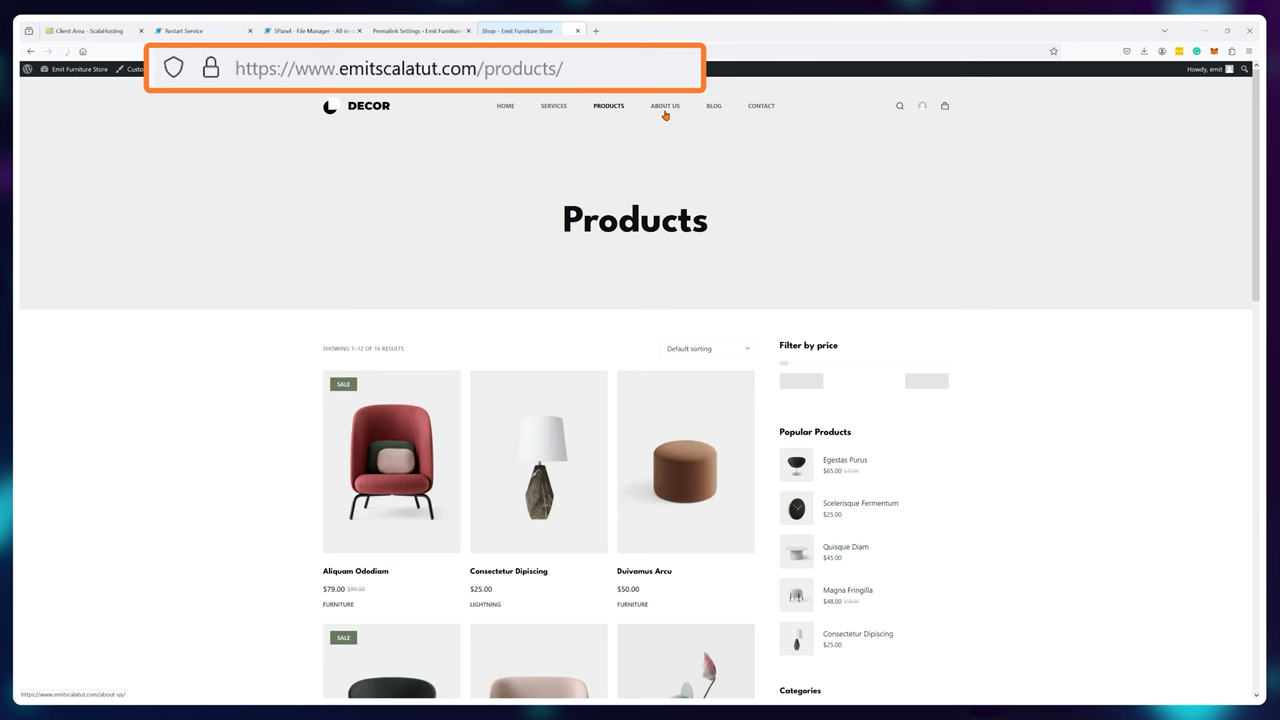 Client Area - ScalaHosting
Restart Service
SPanel - File Manager - All-in-
Permalink Settings ‹ Emit Furniture
Shop – Emit Furniture Store
https://www.emitscalatut.com/products/
Emit Furniture Store
Custo
Howdy, emit
DECOR
HOME
SERVICES
PRODUCTS
ABOUT US
BLOG
CONTACT
Products
SHOWING 1–12 OF 16 RESULTS
Default sorting
Filter by price
SALE
Popular Products
Egestas Purus
$65.00 $75.00
Scelerisque Fermentum
$25.00
Quisque Diam
$45.00
Aliquam Ododiam
Consectetur Dipiscing
Duivamus Arcu
$79.00 $99.00
$25.00
$50.00
FURNITURE
LIGHTNING
FURNITURE
Magna Fringilla
$48.00
Consectetur Dipiscing
$25.00
SALE
Categories
https://www.emitscalatut.com/about-us/